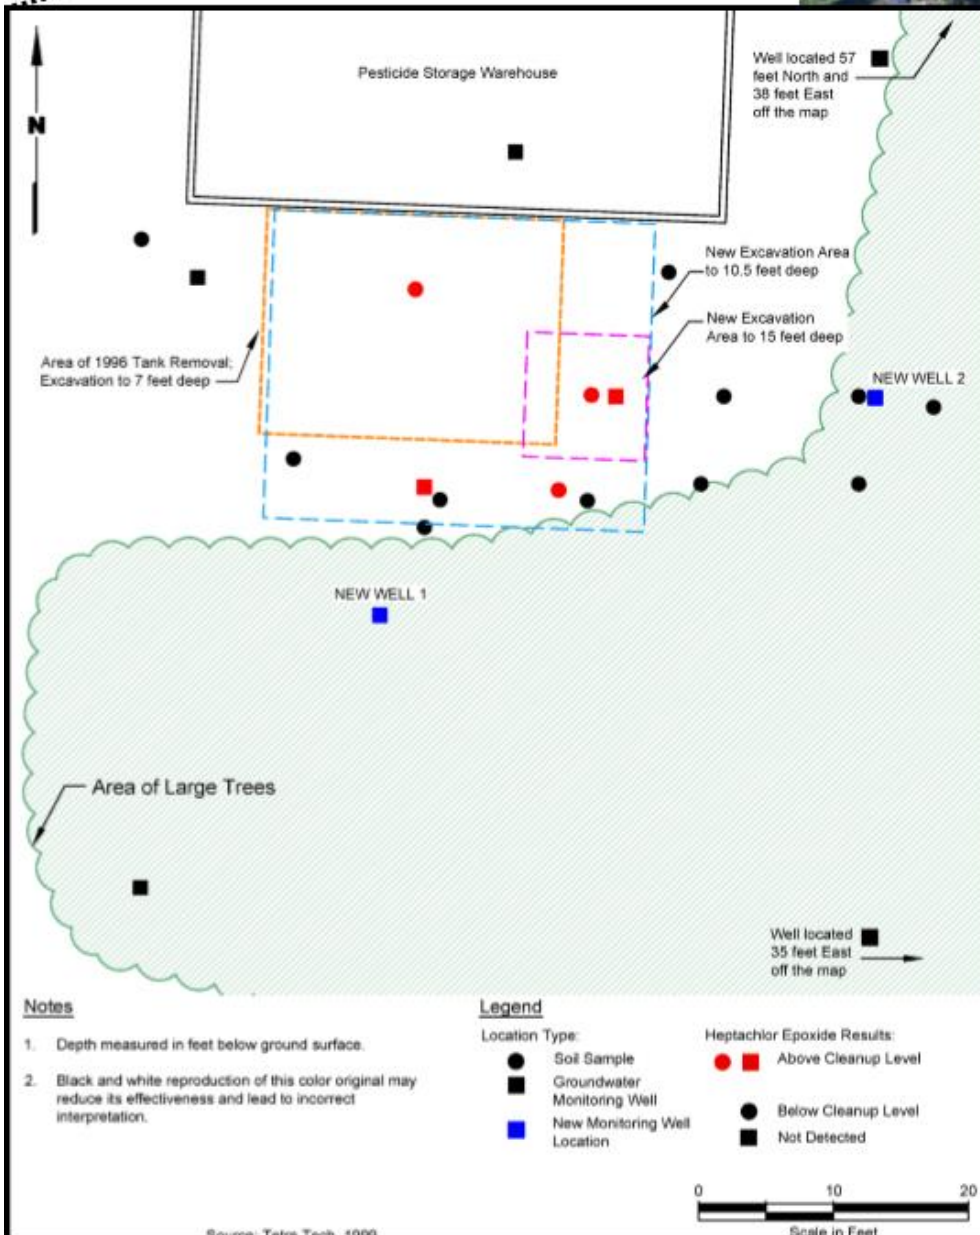 Pesticide Storage Warehouse
Well located 57
feet North and
38 feet East
off the map
N
New Excavation Area
to 10.5 feet deep
New Excavation
Area to 15 feet deep
Area of 1996 Tank Removal;
Excavation to 7 feet deep
NEW WELL 2
NEW WELL 1
Area of Large Trees
Well located
35 feet East
off the map
Notes
1. Depth measured in feet below ground surface.
2. Black and white reproduction of this color original may
reduce its effectiveness and lead to incorrect
interpretation.
Legend
Location Type:
Soil Sample
Groundwater
Monitoring Well
New Monitoring Well
Location
Heptachlor Epoxide Results:
Above Cleanup Level
Below Cleanup Level
Not Detected
0 10 20
Scale in Feet
Source: Tetra Tech, 1999